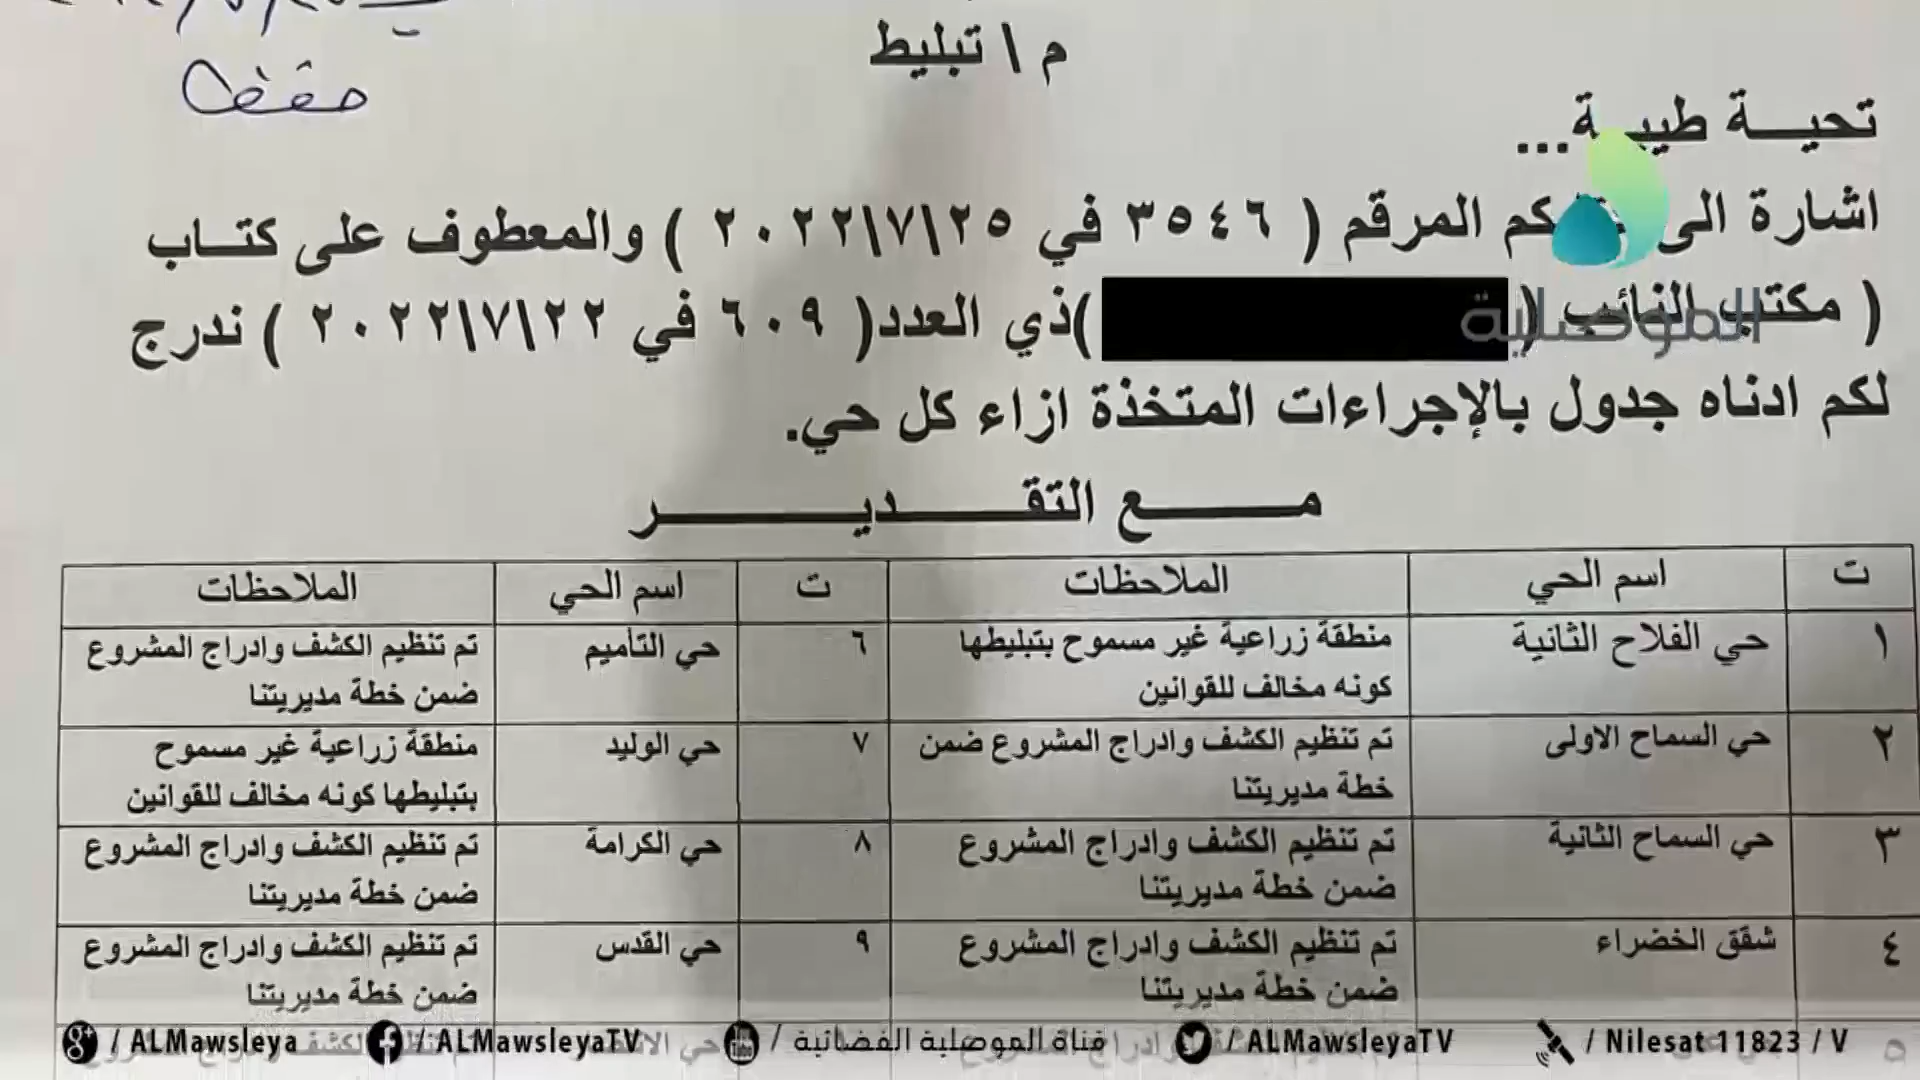 م \ تبليط
تحيـــة طيبـة...
اشارة الى كم المرقم ( ٣٥٤٦ في ٢٥\٧\٢٠٢٢ ) والمعطوف على كتـاب
( مكتب النائب ( )ذي العدد( ٦٠٩ في ٢٢\٧\٢٠٢٢ ) ندرج
لكم ادناه جدول بالإجراءات المتخذة ازاء كل حي.
الموصلية
مـــــــع التقـــــديـــــــــر
ت اسم الحي الملاحظات ت اسم الحي الملاحظات
١ حي الفلاح الثانية منطقة زراعية غير مسموح بتبليطها ٦ حي التأميم تم تنظيم الكشف وادراج المشروع
كونه مخالف للقوانين ضمن خطة مديريتنا
٢ حي السماح الاولى تم تنظيم الكشف وادراج المشروع ضمن ٧ حي الوليد منطقة زراعية غير مسموح
خطة مديريتنا بتبليطها كونه مخالف للقوانين
٣ حي السماح الثانية تم تنظيم الكشف وادراج المشروع ٨ حي الكرامة تم تنظيم الكشف وادراج المشروع
ضمن خطة مديريتنا ضمن خطة مديريتنا
٤ شقق الخضراء تم تنظيم الكشف وادراج المشروع ٩ حي القدس تم تنظيم الكشف وادراج المشروع
ضمن خطة مديريتنا ضمن خطة مديريتنا
/ ALMawsleya / ALMawsleyaTV / قناة الموصلية الفضائية / ALMawsleyaTV / Nilesat 11823 / V